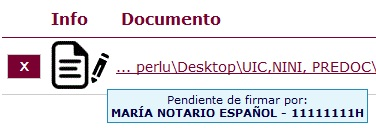 Info Documento
X ... perlu\Desktop\UIC,NINI, PREDOC\
Pendiente de firmar por:
MARÍA NOTARIO ESPAÑOL - 11111111H